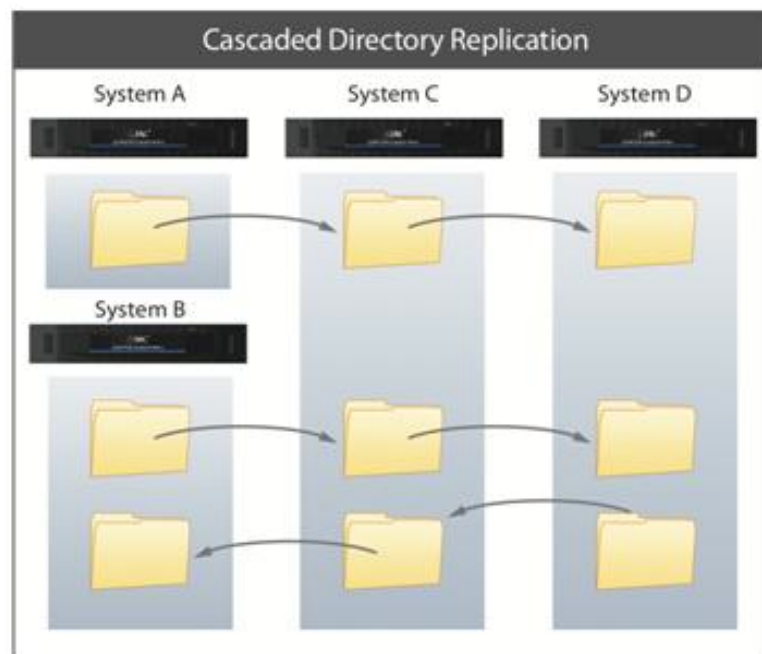 Cascaded Directory Replication
System A
System C
System D
System B